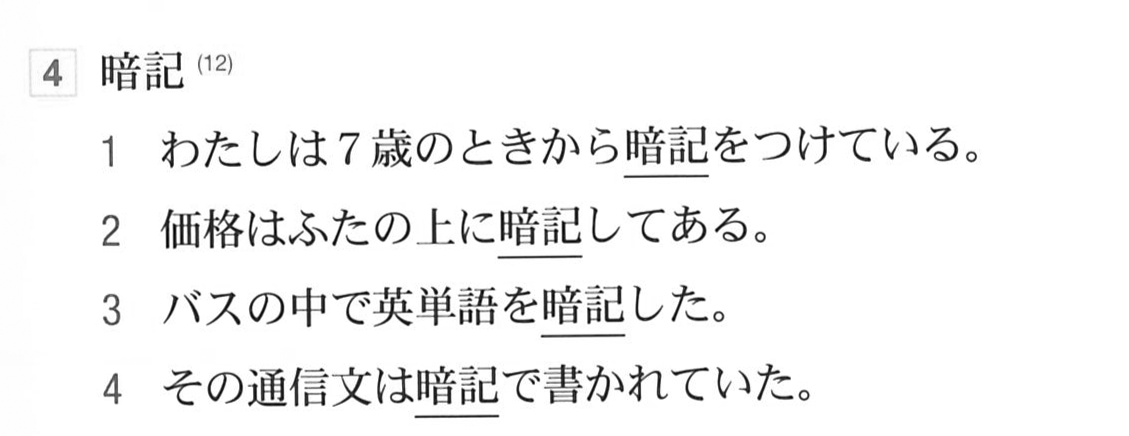 4 暗記 (12)
1 わたしは7歳のときから暗記をつけている。
2 価格はふたの上に暗記してある。
3 バスの中で英単語を暗記した。
4 その通信文は暗記で書かれていた。